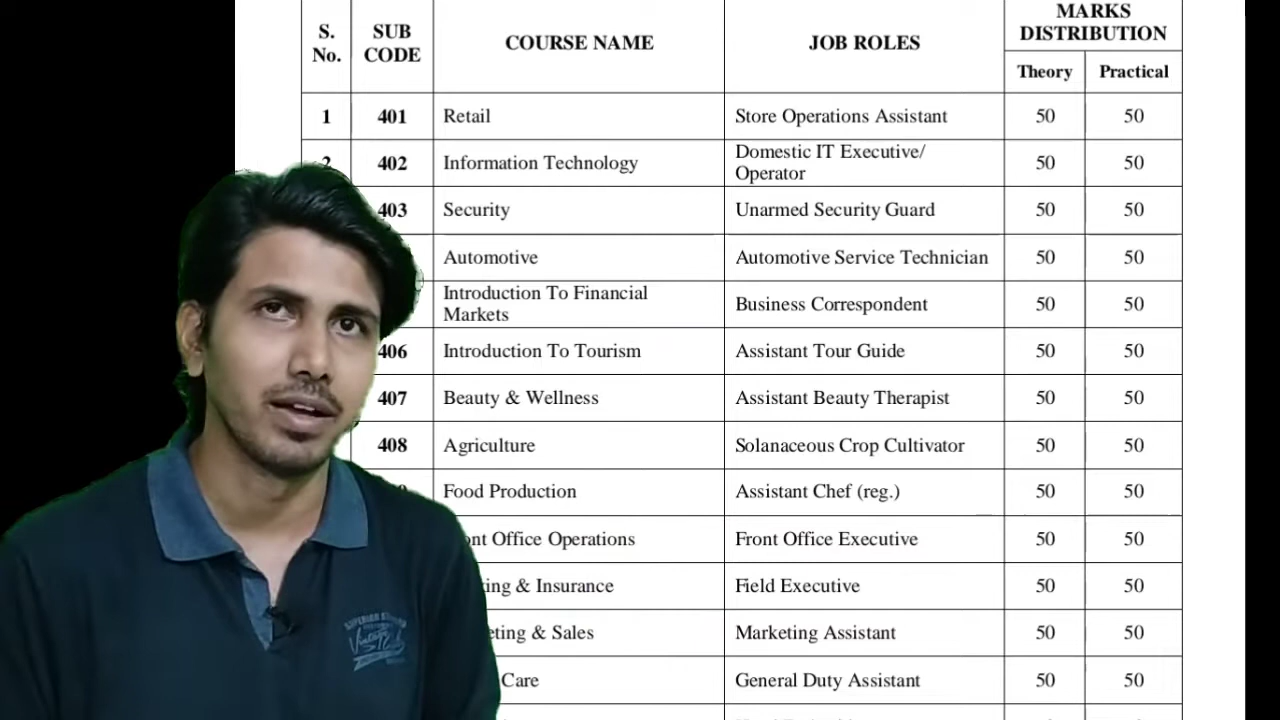 S. No. SUB CODE COURSE NAME JOB ROLES MARKS DISTRIBUTION
Theory Practical
1 401 Retail Store Operations Assistant 50 50
2 402 Information Technology Domestic IT Executive/ Operator 50 50
403 Security Unarmed Security Guard 50 50
Automotive Automotive Service Technician 50 50
Introduction To Financial Markets Business Correspondent 50 50
406 Introduction To Tourism Assistant Tour Guide 50 50
407 Beauty & Wellness Assistant Beauty Therapist 50 50
408 Agriculture Solanaceous Crop Cultivator 50 50
Food Production Assistant Chef (reg.) 50 50
Office Operations Front Office Executive 50 50
& Insurance Field Executive 50 50
& Sales Marketing Assistant 50 50
Care General Duty Assistant 50 50